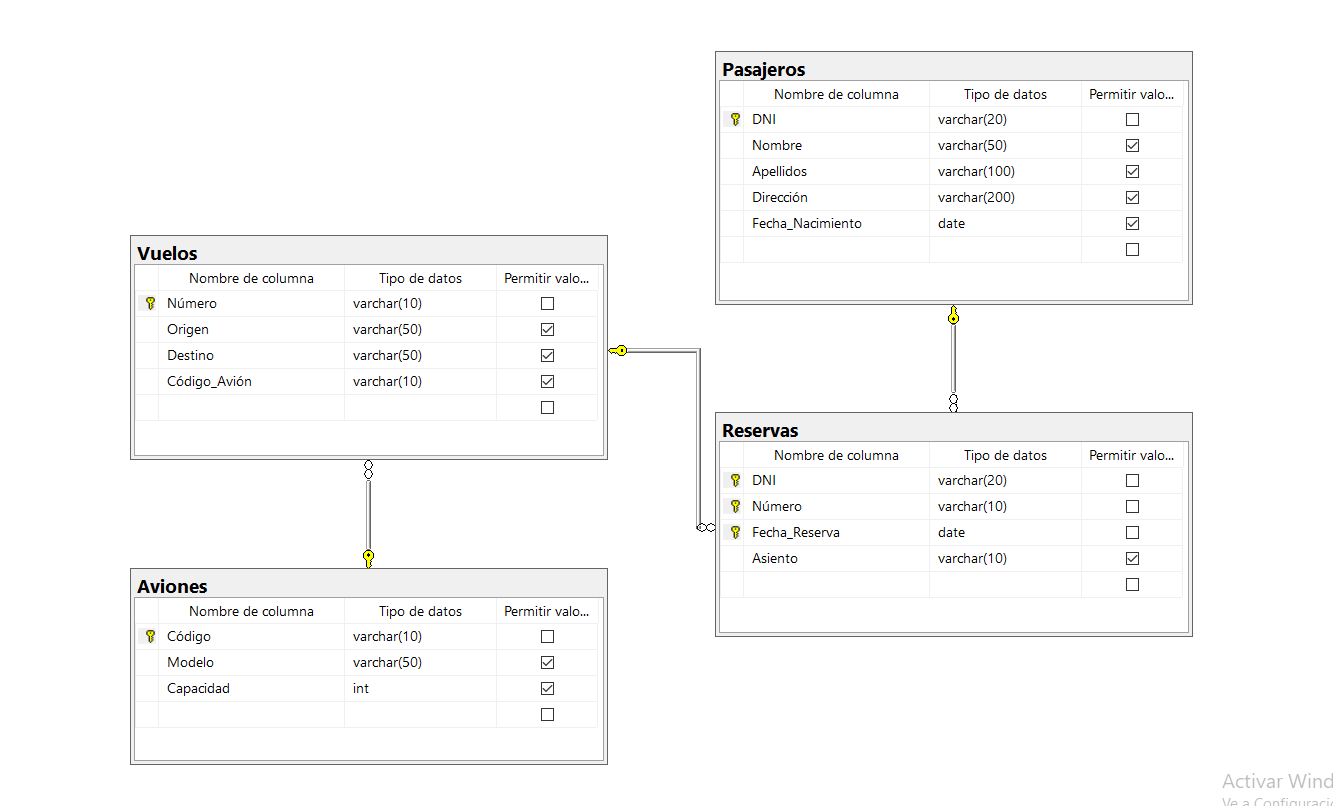 Pasajeros
Nombre de columna Tipo de datos Permitir valo...
DNI varchar(20)
Nombre varchar(50)
Apellidos varchar(100)
Dirección varchar(200)
Fecha_Nacimiento date
Vuelos
Nombre de columna Tipo de datos Permitir valo...
Número varchar(10)
Origen varchar(50)
Destino varchar(50)
Código_Avión varchar(10)
Reservas
Nombre de columna Tipo de datos Permitir valo...
DNI varchar(20)
Número varchar(10)
Fecha_Reserva date
Asiento varchar(10)
Aviones
Nombre de columna Tipo de datos Permitir valo...
Código varchar(10)
Modelo varchar(50)
Capacidad int
Activar Wind
Ve a Configuració